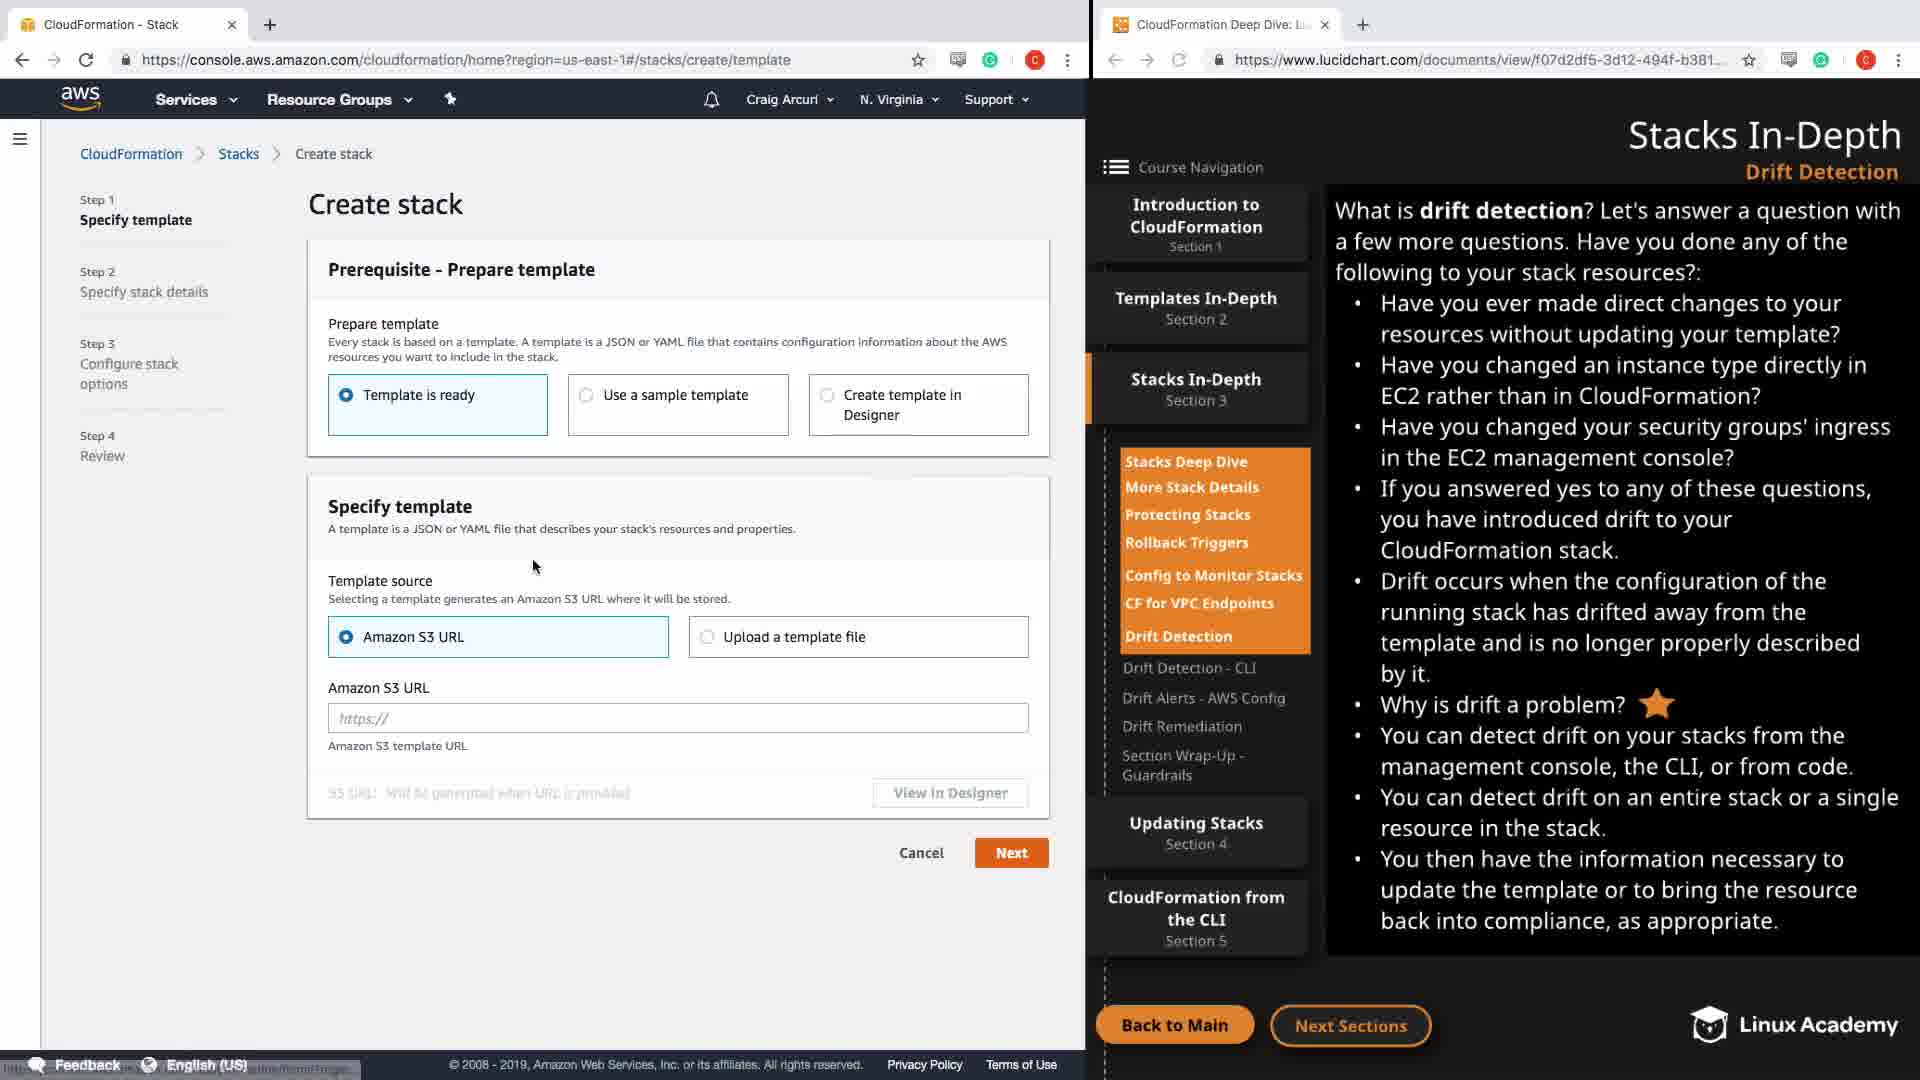 CloudFormation - Stack
https://console.aws.amazon.com/cloudformation/home?region=us-east-1#/stacks/create/template
C
aws
Services
Resource Groups
Craig Arcuri
N. Virginia
Support
CloudFormation
Stacks
Create stack
Step 1
Specify template
Step 2
Specify stack details
Step 3
Configure stack
options
Step 4
Review
Create stack
Prerequisite - Prepare template
Prepare template
Every stack is based on a template. A template is a JSON or YAML file that contains configuration information about the AWS
resources you want to include in the stack.
Template is ready
Use a sample template
Create template in
Designer
Specify template
A template is a JSON or YAML file that describes your stack's resources and properties.
Template source
Selecting a template generates an Amazon S3 URL where it will be stored.
Amazon S3 URL
Upload a template file
Amazon S3 URL
https://
Amazon S3 template URL
S3 URL: Will be generated when URL is provided
View in Designer
Cancel
Next
Feedback
English (US)
© 2008 - 2019, Amazon Web Services, Inc. or its affiliates. All rights reserved.
Privacy Policy
Terms of Use
CloudFormation Deep Dive: Lu
https://www.lucidchart.com/documents/view/f07d2df5-3d12-494f-b381...
C
Stacks In-Depth
Drift Detection
Course Navigation
Introduction to
CloudFormation
Section 1
Templates In-Depth
Section 2
Stacks In-Depth
Section 3
Stacks Deep Dive
More Stack Details
Protecting Stacks
Rollback Triggers
Config to Monitor Stacks
CF for VPC Endpoints
Drift Detection
Drift Detection - CLI
Drift Alerts - AWS Config
Drift Remediation
Section Wrap-Up -
Guardrails
Updating Stacks
Section 4
CloudFormation from
the CLI
Section 5
What is drift detection? Let's answer a question with
a few more questions. Have you done any of the
following to your stack resources?:
• Have you ever made direct changes to your
resources without updating your template?
• Have you changed an instance type directly in
EC2 rather than in CloudFormation?
• Have you changed your security groups' ingress
in the EC2 management console?
• If you answered yes to any of these questions,
you have introduced drift to your
CloudFormation stack.
• Drift occurs when the configuration of the
running stack has drifted away from the
template and is no longer properly described
by it.
• Why is drift a problem?
• You can detect drift on your stacks from the
management console, the CLI, or from code.
• You can detect drift on an entire stack or a single
resource in the stack.
• You then have the information necessary to
update the template or to bring the resource
back into compliance, as appropriate.
Back to Main
Next Sections
Linux Academy